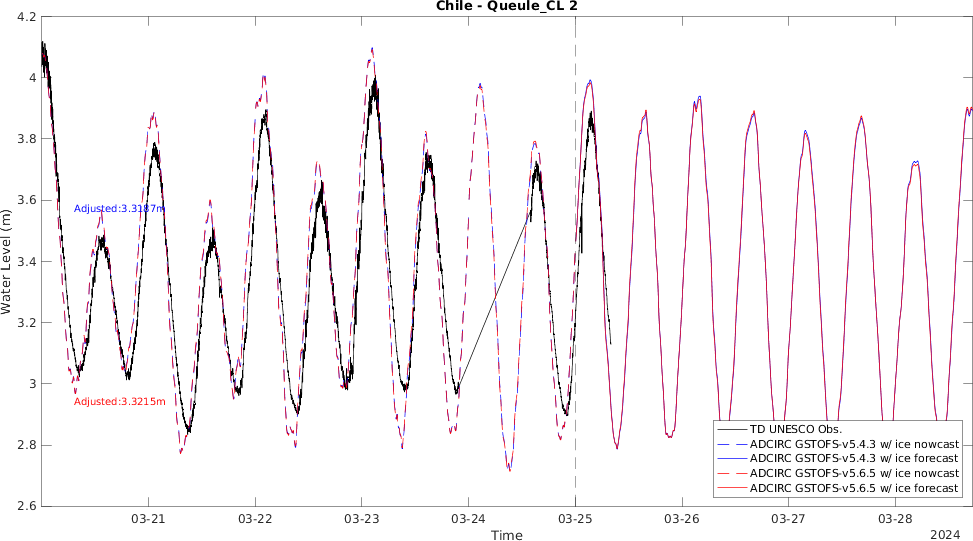 Chile - Queule_CL 2
4.2
4
3.8
3.6
3.4
3.2
3
2.8
2.6
Water Level (m)
Adjusted:3.3187m
Adjusted:3.3215m
TD UNESCO Obs.
ADCIRC GSTOFS-v5.4.3 w/ ice nowcast
ADCIRC GSTOFS-v5.4.3 w/ ice forecast
ADCIRC GSTOFS-v5.6.5 w/ ice nowcast
ADCIRC GSTOFS-v5.6.5 w/ ice forecast
03-21 03-22 03-23 03-24 03-25 03-26 03-27 03-28
Time
2024